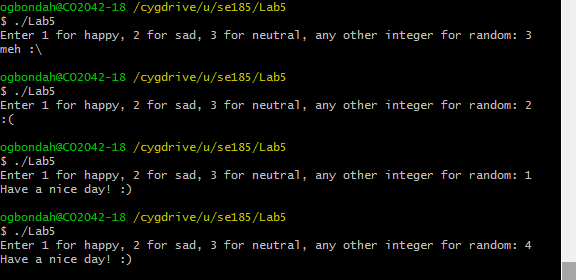 ogbondah@CO2042-18 /cygdrive/u/se185/Lab5
$ ./Lab5
Enter 1 for happy, 2 for sad, 3 for neutral, any other integer for random: 3
meh :\
ogbondah@CO2042-18 /cygdrive/u/se185/Lab5
$ ./Lab5
Enter 1 for happy, 2 for sad, 3 for neutral, any other integer for random: 2
:(
ogbondah@CO2042-18 /cygdrive/u/se185/Lab5
$ ./Lab5
Enter 1 for happy, 2 for sad, 3 for neutral, any other integer for random: 1
Have a nice day! :)
ogbondah@CO2042-18 /cygdrive/u/se185/Lab5
$ ./Lab5
Enter 1 for happy, 2 for sad, 3 for neutral, any other integer for random: 4
Have a nice day! :)